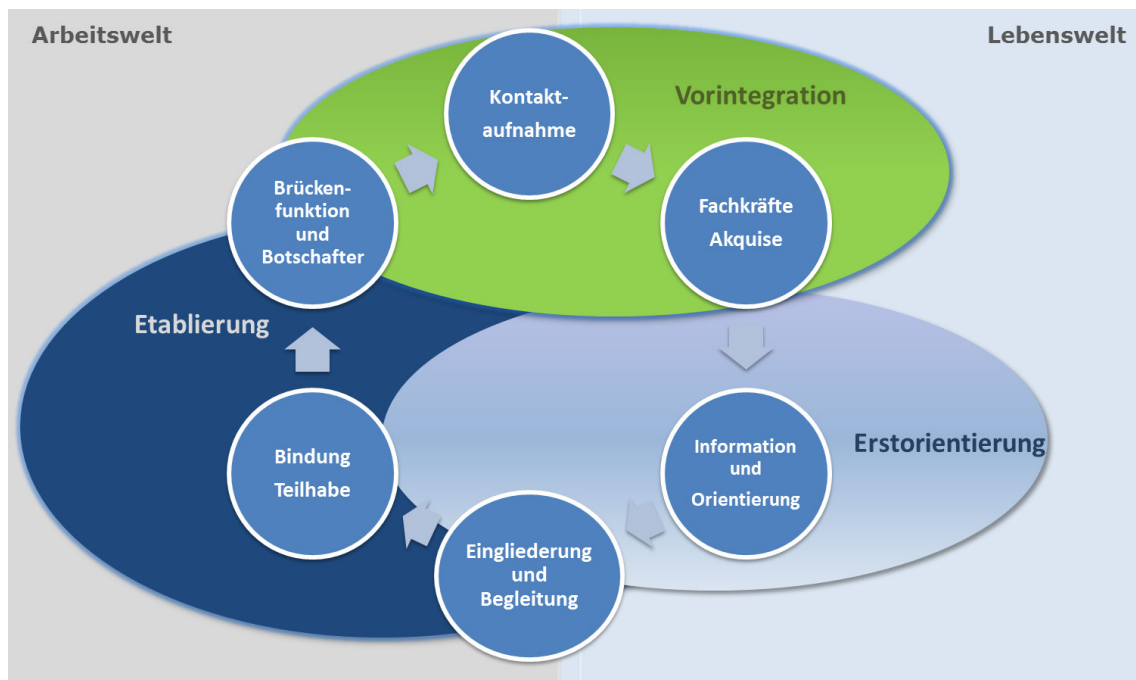 Arbeitswelt
Lebenswelt
Kontakt-
aufnahme
Vorintegration
Brücken-
funktion
und
Botschafter
Fachkräfte
Akquise
Etablierung
Bindung
Teilhabe
Information
und
Orientierung
Erstorientierung
Eingliederung
und
Begleitung